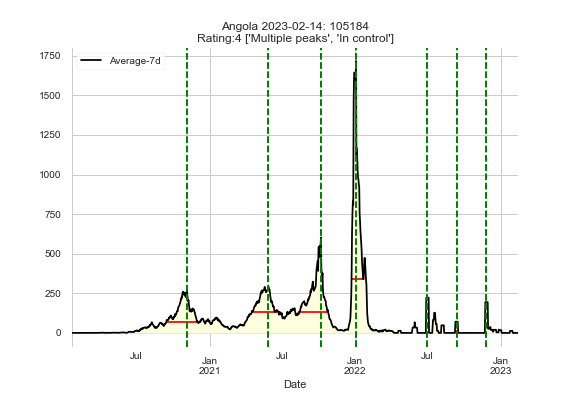 Angola 2023-02-14: 105184
Rating:4 ['Multiple peaks', 'In control']
Average-7d
1750
1500
1250
1000
750
500
250
0
Jul
Jan
2021
Jul
Jan
2022
Jul
Jan
2023
Date